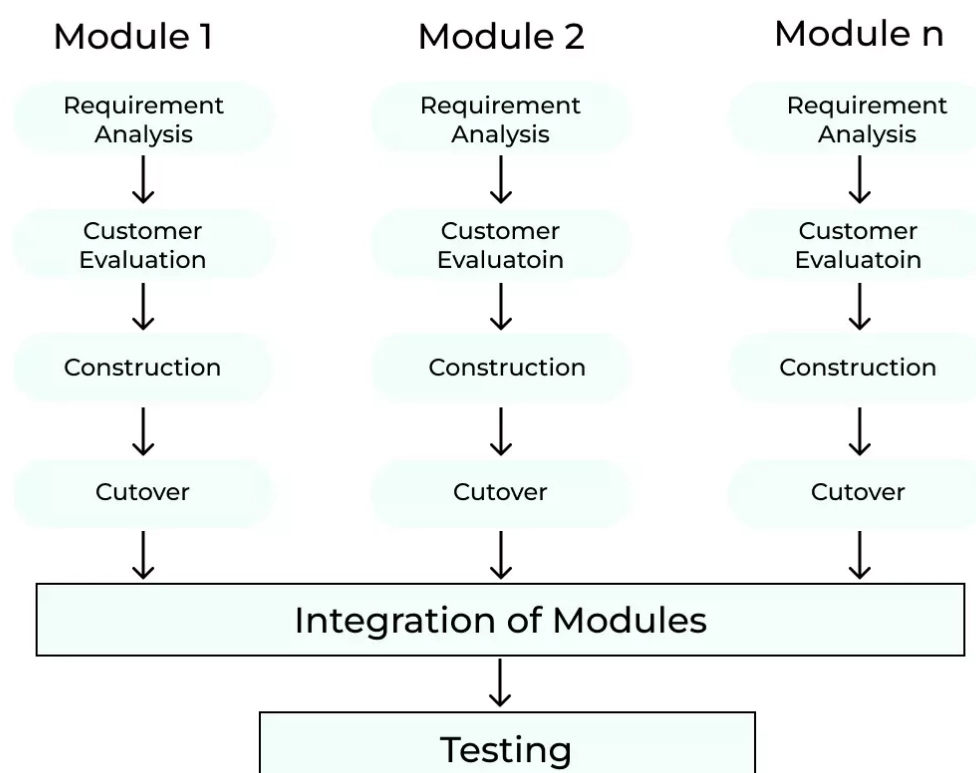 Module 1
Requirement
Analysis
Customer
Evaluation
Construction
Cutover
Module 2
Requirement
Analysis
Customer
Evaluatoin
Construction
Cutover
Module n
Requirement
Analysis
Customer
Evaluatoin
Construction
Cutover
Integration of Modules
Testing